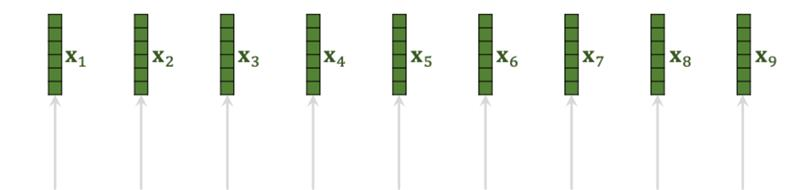 x₁ x₂ x₃ x₄ x₅ x₆ x₇ x₈ x₉